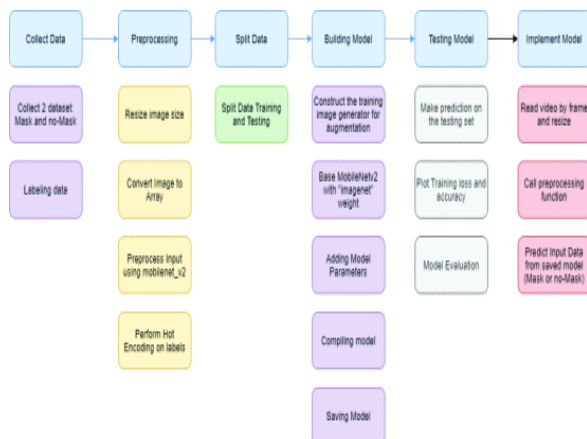 Collect Data
Preprocessing
Split Data
Building Model
Testing Model
Implement Model
Collect 2 dataset:
Mask and no-Mask
Labeling data
Resize image size
Convert Image to
Array
Preprocess Input
using mobilenet_v2
Perform Hot
Encoding on labels
Split Data Training
and Testing
Construct the training
image generator for
augmentation
Base MobileNetv2
with "imagenet"
weight
Adding Model
Parameters
Compiling model
Saving Model
Make prediction on
the testing set
Plot Training loss and
accuracy
Model Evaluation
Read video by frame
and resize
Call preprocessing
function
Predict Input Data
from saved model
(Mask or no-Mask)